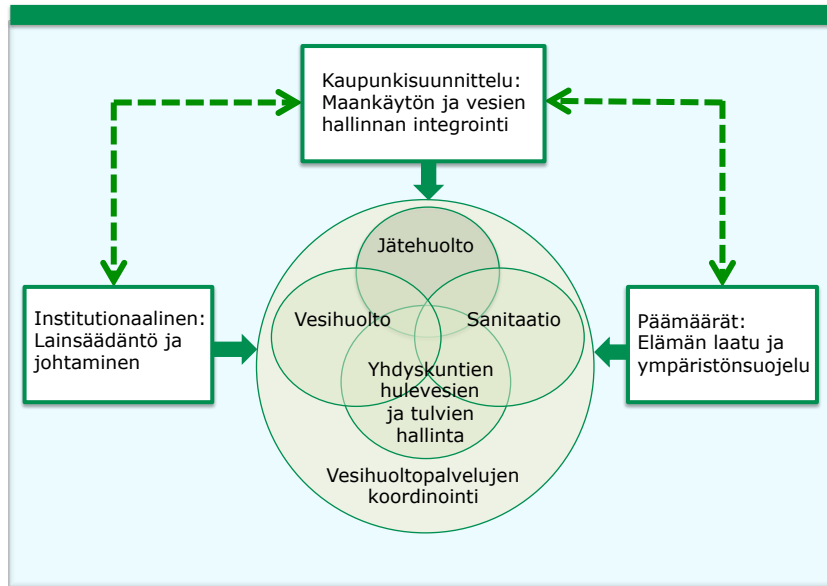 Kaupunkisuunnittelu:
Maankäytön ja vesien
hallinnan integrointi
Jätehuolto
Institutionaalinen:
Lainsäädäntö ja
johtaminen
Vesihuolto
Sanitaatio
Päämäärät:
Elämän laatu ja
ympäristönsuojelu
Yhdyskuntien
hulevesien
ja tulvien
hallinta
Vesihuoltopalvelujen
koordinointi